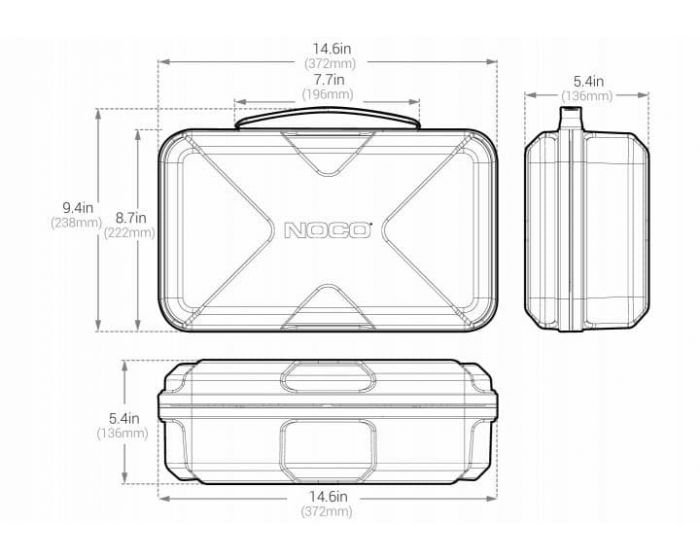 14.6in
(372mm)
7.7in
(196mm)
5.4in
(136mm)
9.4in
(238mm)
8.7in
(222mm)
NOCO
5.4in
(136mm)
14.6in
(372mm)